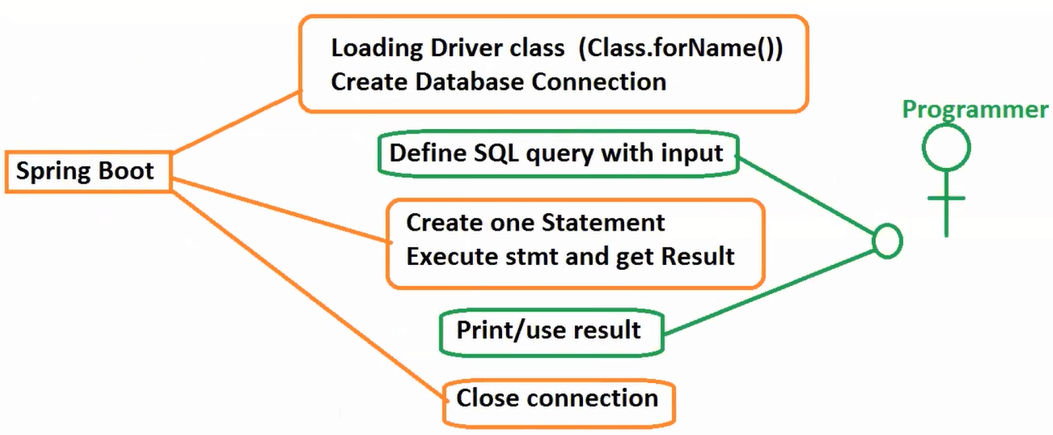 Loading Driver class (Class.forName())
Create Database Connection
Programmer
Define SQL query with input
Spring Boot
Create one Statement
Execute stmt and get Result
Print/use result
Close connection